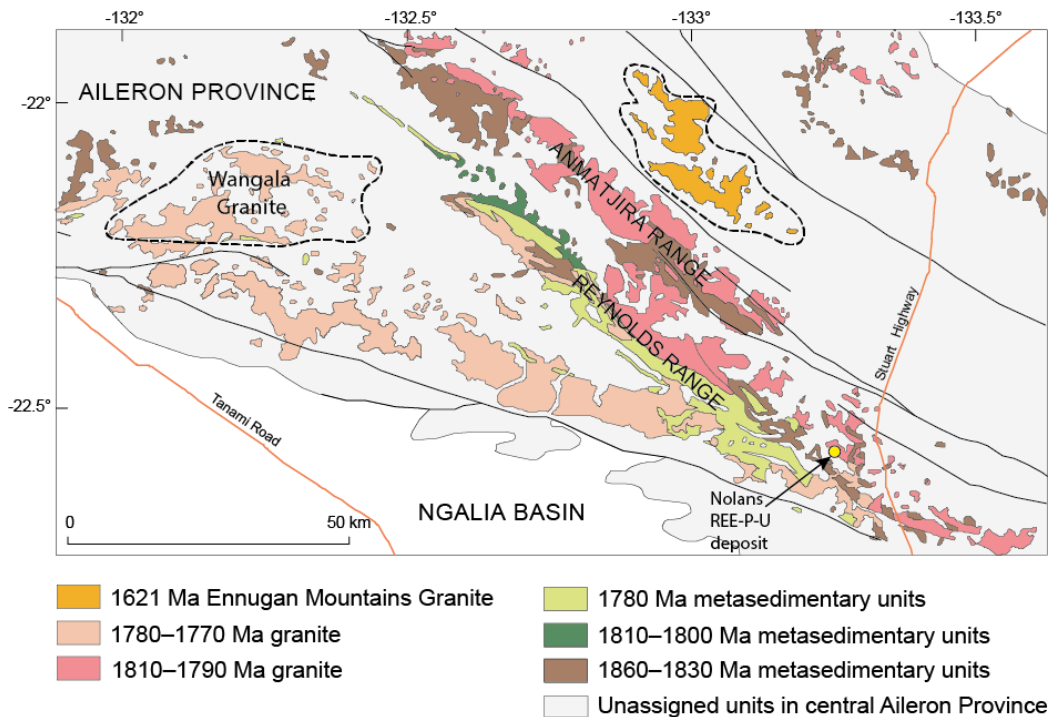 -132° -132.5° -133° -133.5°
-22°
-22.5°
AILERON PROVINCE
Wangala
Granite
ANMATJIRA RANGE
REYNOLDS RANGE
Stuart Highway
Tanami Road
Nolans
REE-P-U
deposit
NGALIA BASIN
0 50 km
1621 Ma Ennugan Mountains Granite
1780–1770 Ma granite
1810–1790 Ma granite
1780 Ma metasedimentary units
1810–1800 Ma metasedimentary units
1860–1830 Ma metasedimentary units
Unassigned units in central Aileron Province